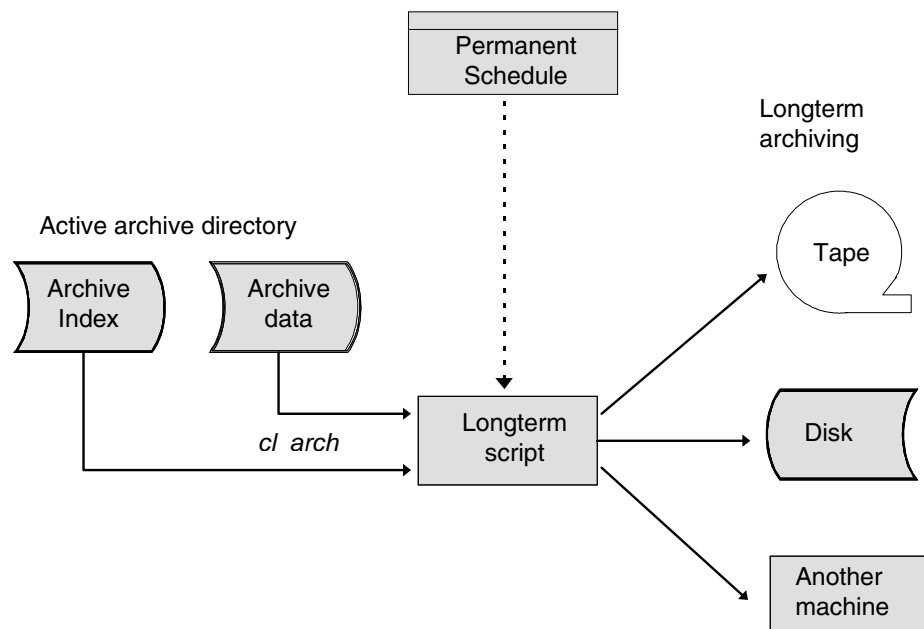 Permanent
Schedule
Longterm
archiving
Active archive directory
Archive
Index
Archive
data
Tape
cl arch
Longterm
script
Disk
Another
machine